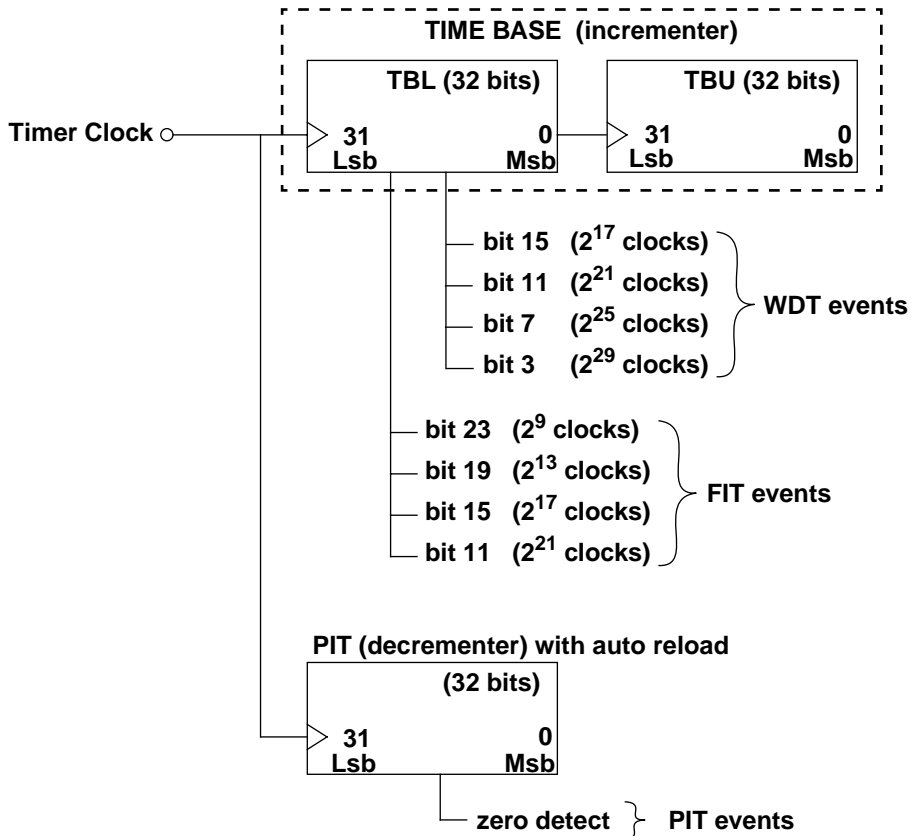 TIME BASE (incrementer)
TBL (32 bits)
TBU (32 bits)
Timer Clock
31
0
31
0
Lsb
Msb
Lsb
Msb
bit 15 (2^17 clocks)
bit 11 (2^21 clocks)
bit 7 (2^25 clocks)
bit 3 (2^29 clocks)
WDT events
bit 23 (2^9 clocks)
bit 19 (2^13 clocks)
bit 15 (2^17 clocks)
bit 11 (2^21 clocks)
FIT events
PIT (decrementer) with auto reload
(32 bits)
31
0
Lsb
Msb
zero detect
PIT events